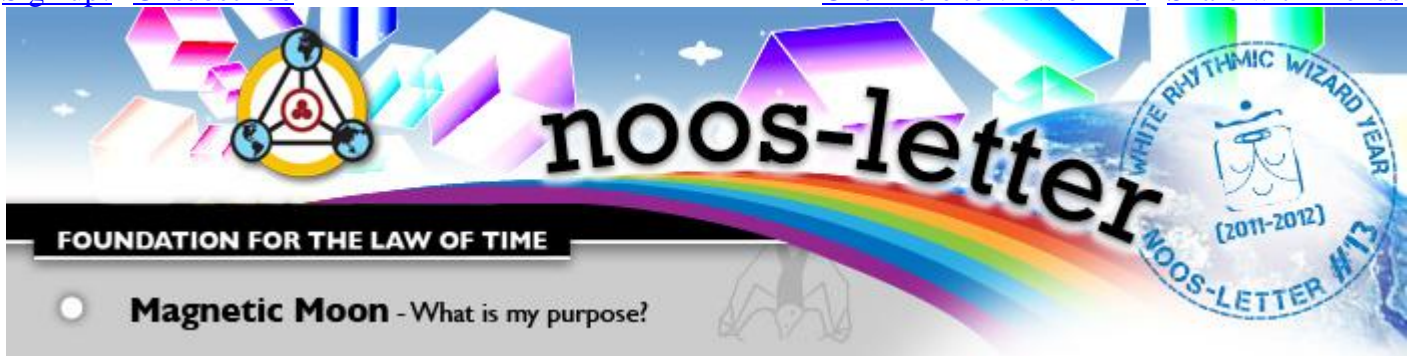 noos-letter
WHITE RHYTHMIC WIZARD YEAR
(2011-2012)
NOOS-LETTER #13
FOUNDATION FOR THE LAW OF TIME
Magnetic Moon - What is my purpose?